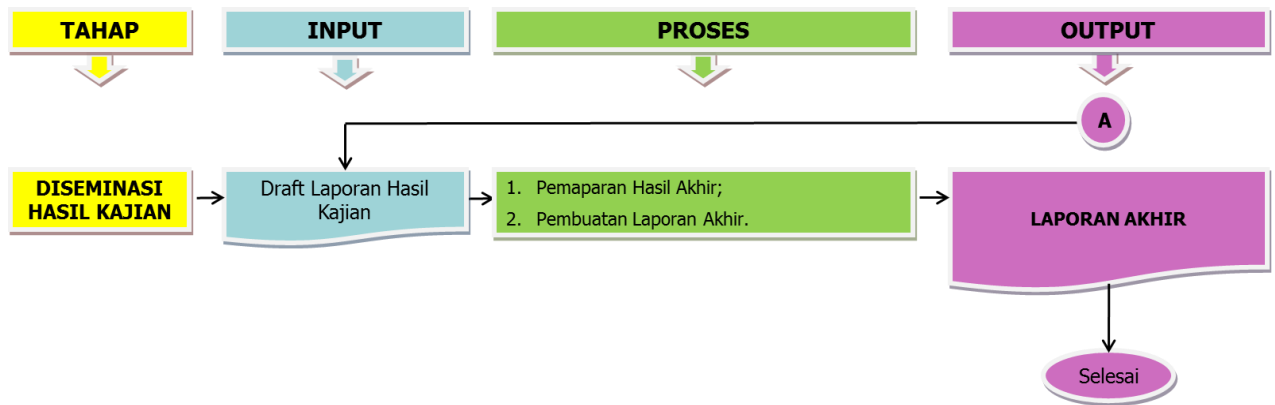 TAHAP
INPUT
PROSES
OUTPUT
A
DISEMINASI
HASIL KAJIAN
Draft Laporan Hasil
Kajian
1. Pemaparan Hasil Akhir;
2. Pembuatan Laporan Akhir.
LAPORAN AKHIR
Selesai